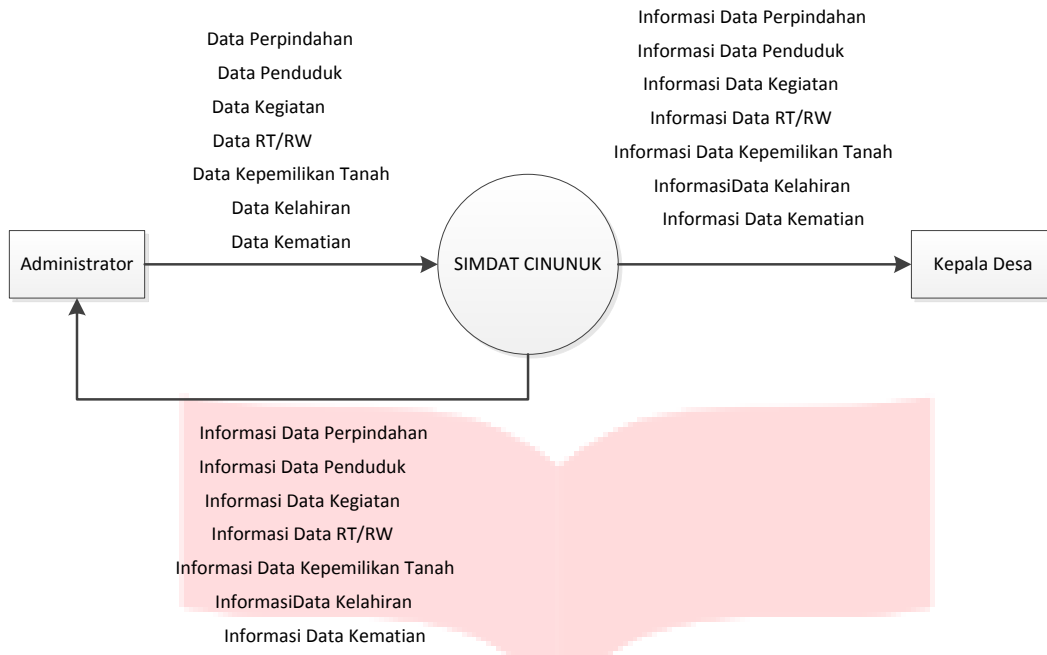 Data Perpindahan
Data Penduduk
Data Kegiatan
Data RT/RW
Data Kepemilikan Tanah
Data Kelahiran
Data Kematian
Informasi Data Perpindahan
Informasi Data Penduduk
Informasi Data Kegiatan
Informasi Data RT/RW
Informasi Data Kepemilikan Tanah
InformasiData Kelahiran
Informasi Data Kematian
Administrator
SIMDAT CINUNUK
Kepala Desa
Informasi Data Perpindahan
Informasi Data Penduduk
Informasi Data Kegiatan
Informasi Data RT/RW
Informasi Data Kepemilikan Tanah
InformasiData Kelahiran
Informasi Data Kematian